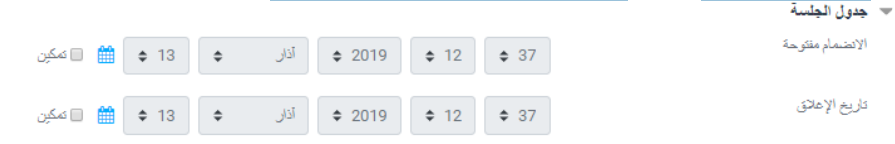 جدول الجلسة
الانضمام مفتوحة 37 12 2019 آذار 13 تمكين
تاريخ الإغلاق 37 12 2019 آذار 13 تمكين